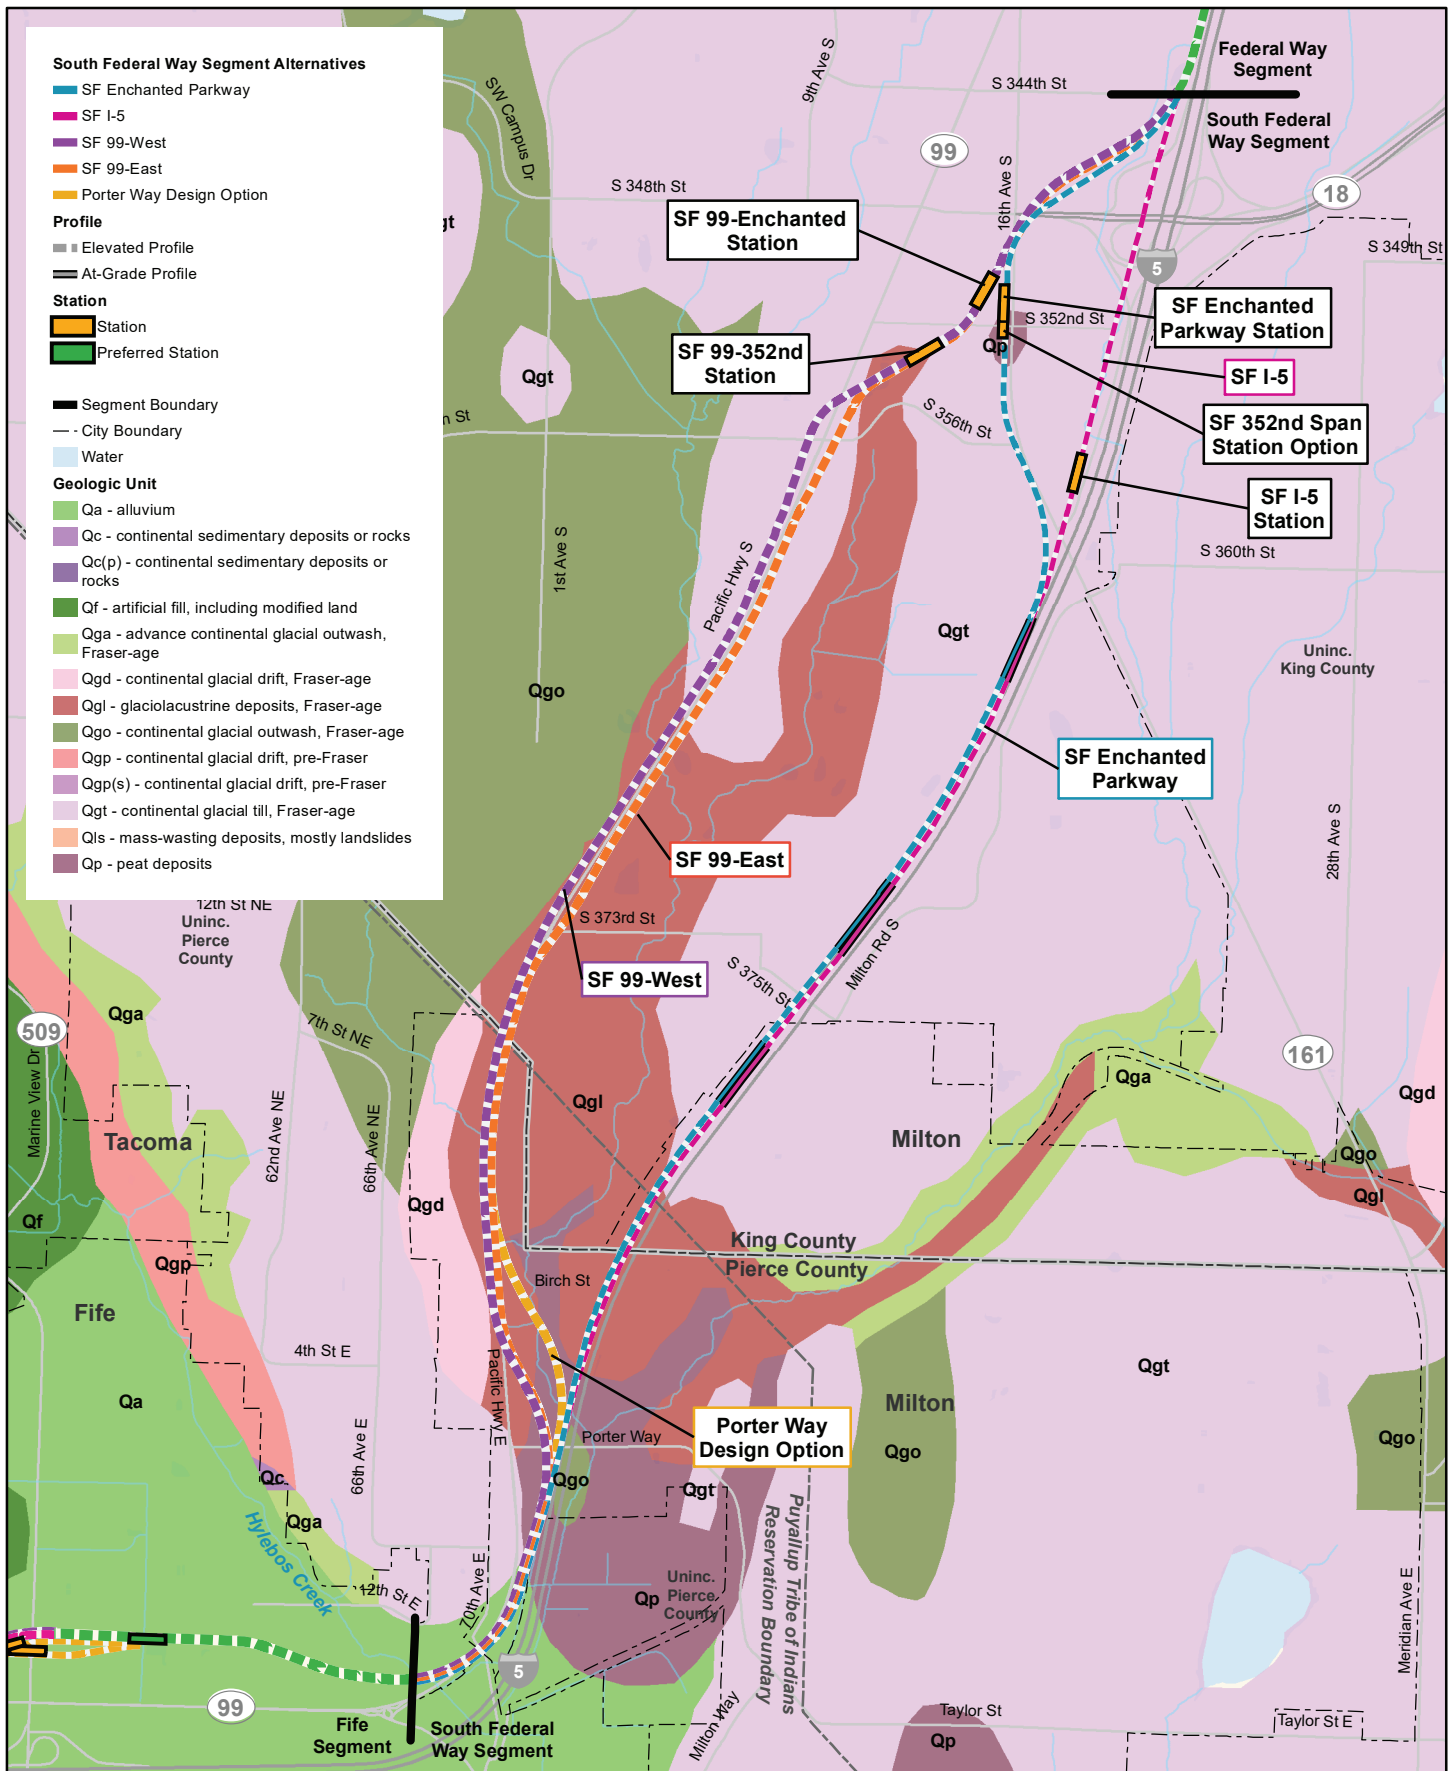 South Federal Way Segment Alternatives
SF Enchanted Parkway
SF I-5
SF 99-West
SF 99-East
Porter Way Design Option
Profile
Elevated Profile
At-Grade Profile
Station
Station
Preferred Station
Segment Boundary
City Boundary
Water
Geologic Unit
Qa - alluvium
Qc - continental sedimentary deposits or rocks
Qc(p) - continental sedimentary deposits or
rocks
Qf - artificial fill, including modified land
Qga - advance continental glacial outwash,
Fraser-age
Qgd - continental glacial drift, Fraser-age
Qgl - glaciolacustrine deposits, Fraser-age
Qgo - continental glacial outwash, Fraser-age
Qgp - continental glacial drift, pre-Fraser
Qgp(s) - continental glacial drift, pre-Fraser
Qgt - continental glacial till, Fraser-age
Qls - mass-wasting deposits, mostly landslides
Qp - peat deposits
Federal Way
Segment
South Federal
Way Segment
S 344th St
9th Ave S
SW Campus Dr
99
16th Ave S
S 348th St
18
S 349th St
5
SF 99-Enchanted
Station
SF Enchanted
Parkway Station
S 352nd St
Qp
SF 99-352nd
Station
SF I-5
Qgt
S 356th St
SF 352nd Span
Station Option
SF I-5
Station
S 360th St
1st Ave S
Pacific Hwy S
Qgt
Uninc.
King County
Qgo
SF Enchanted
Parkway
28th Ave S
SF 99-East
12th St NE
Uninc.
Pierce
County
S 373rd St
SF 99-West
S 375th St
Milton Rd S
Qga
509
Marine View Dr
7th St NE
161
Qga
Qgd
Qgl
Tacoma
62nd Ave NE
66th Ave NE
Milton
Qgo
Qgl
Qgd
Qf
Qgp
King County
Pierce County
Birch St
Fife
4th St E
Pacific Hwy E
Qgt
Qa
Milton
Porter Way
Design Option
Porter Way
Qgo
Qgo
66th Ave E
Qc
Qgo
Qgt
Qga
Hylebos Creek
Puyallup Tribe of Indians
Reservation Boundary
12th St E
70th Ave E
Qp
Uninc.
Pierce
County
Meridian Ave E
5
99
Fife
Segment
South Federal
Way Segment
Milton Way
Taylor St
Qp
Taylor St E